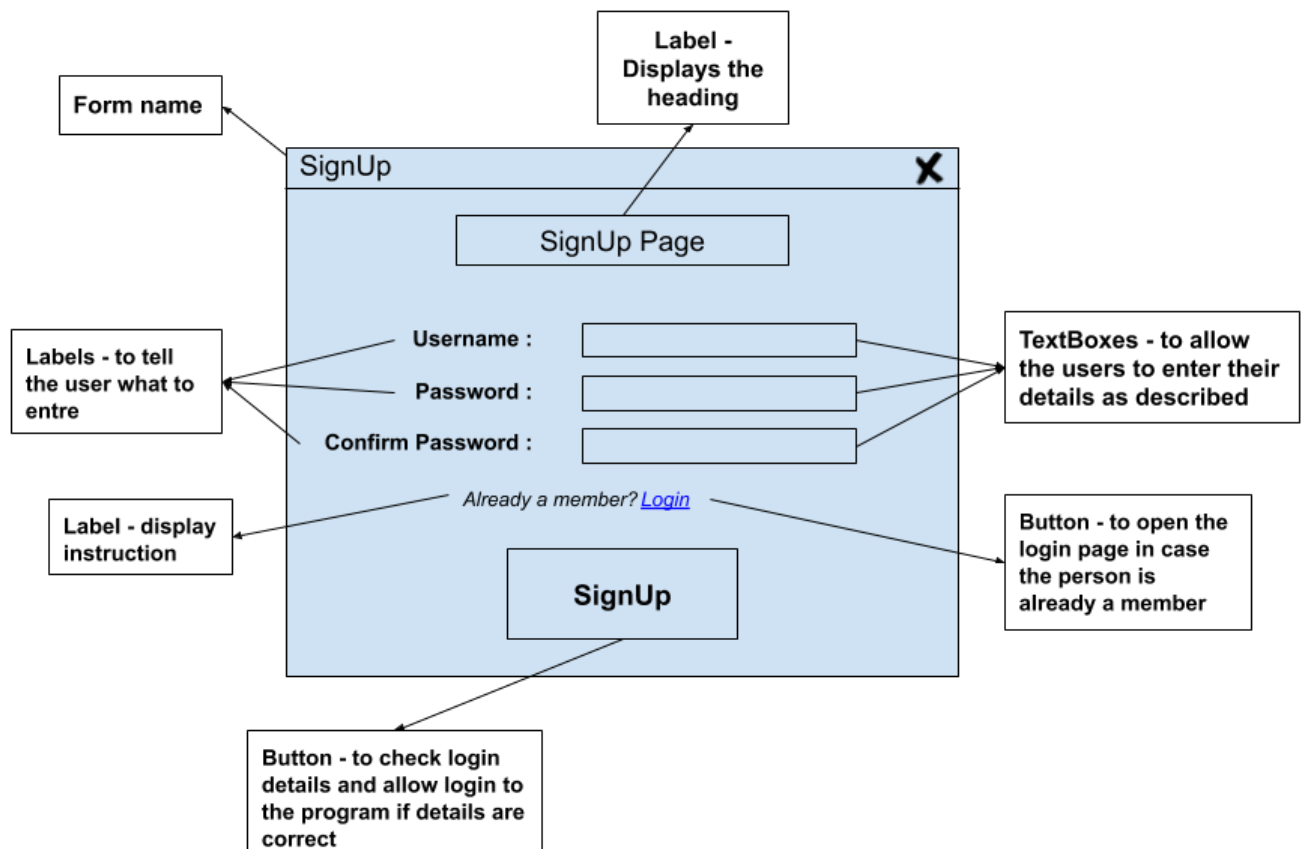 Label -
Displays the
heading
Form name
SignUp
SignUp Page
Username :
Password :
Confirm Password :
Labels - to tell
the user what to
entre
TextBoxes - to allow
the users to enter their
details as described
Already a member? Login
Label - display
instruction
Button - to open the
login page in case
the person is
already a member
SignUp
Button - to check login
details and allow login to
the program if details are
correct